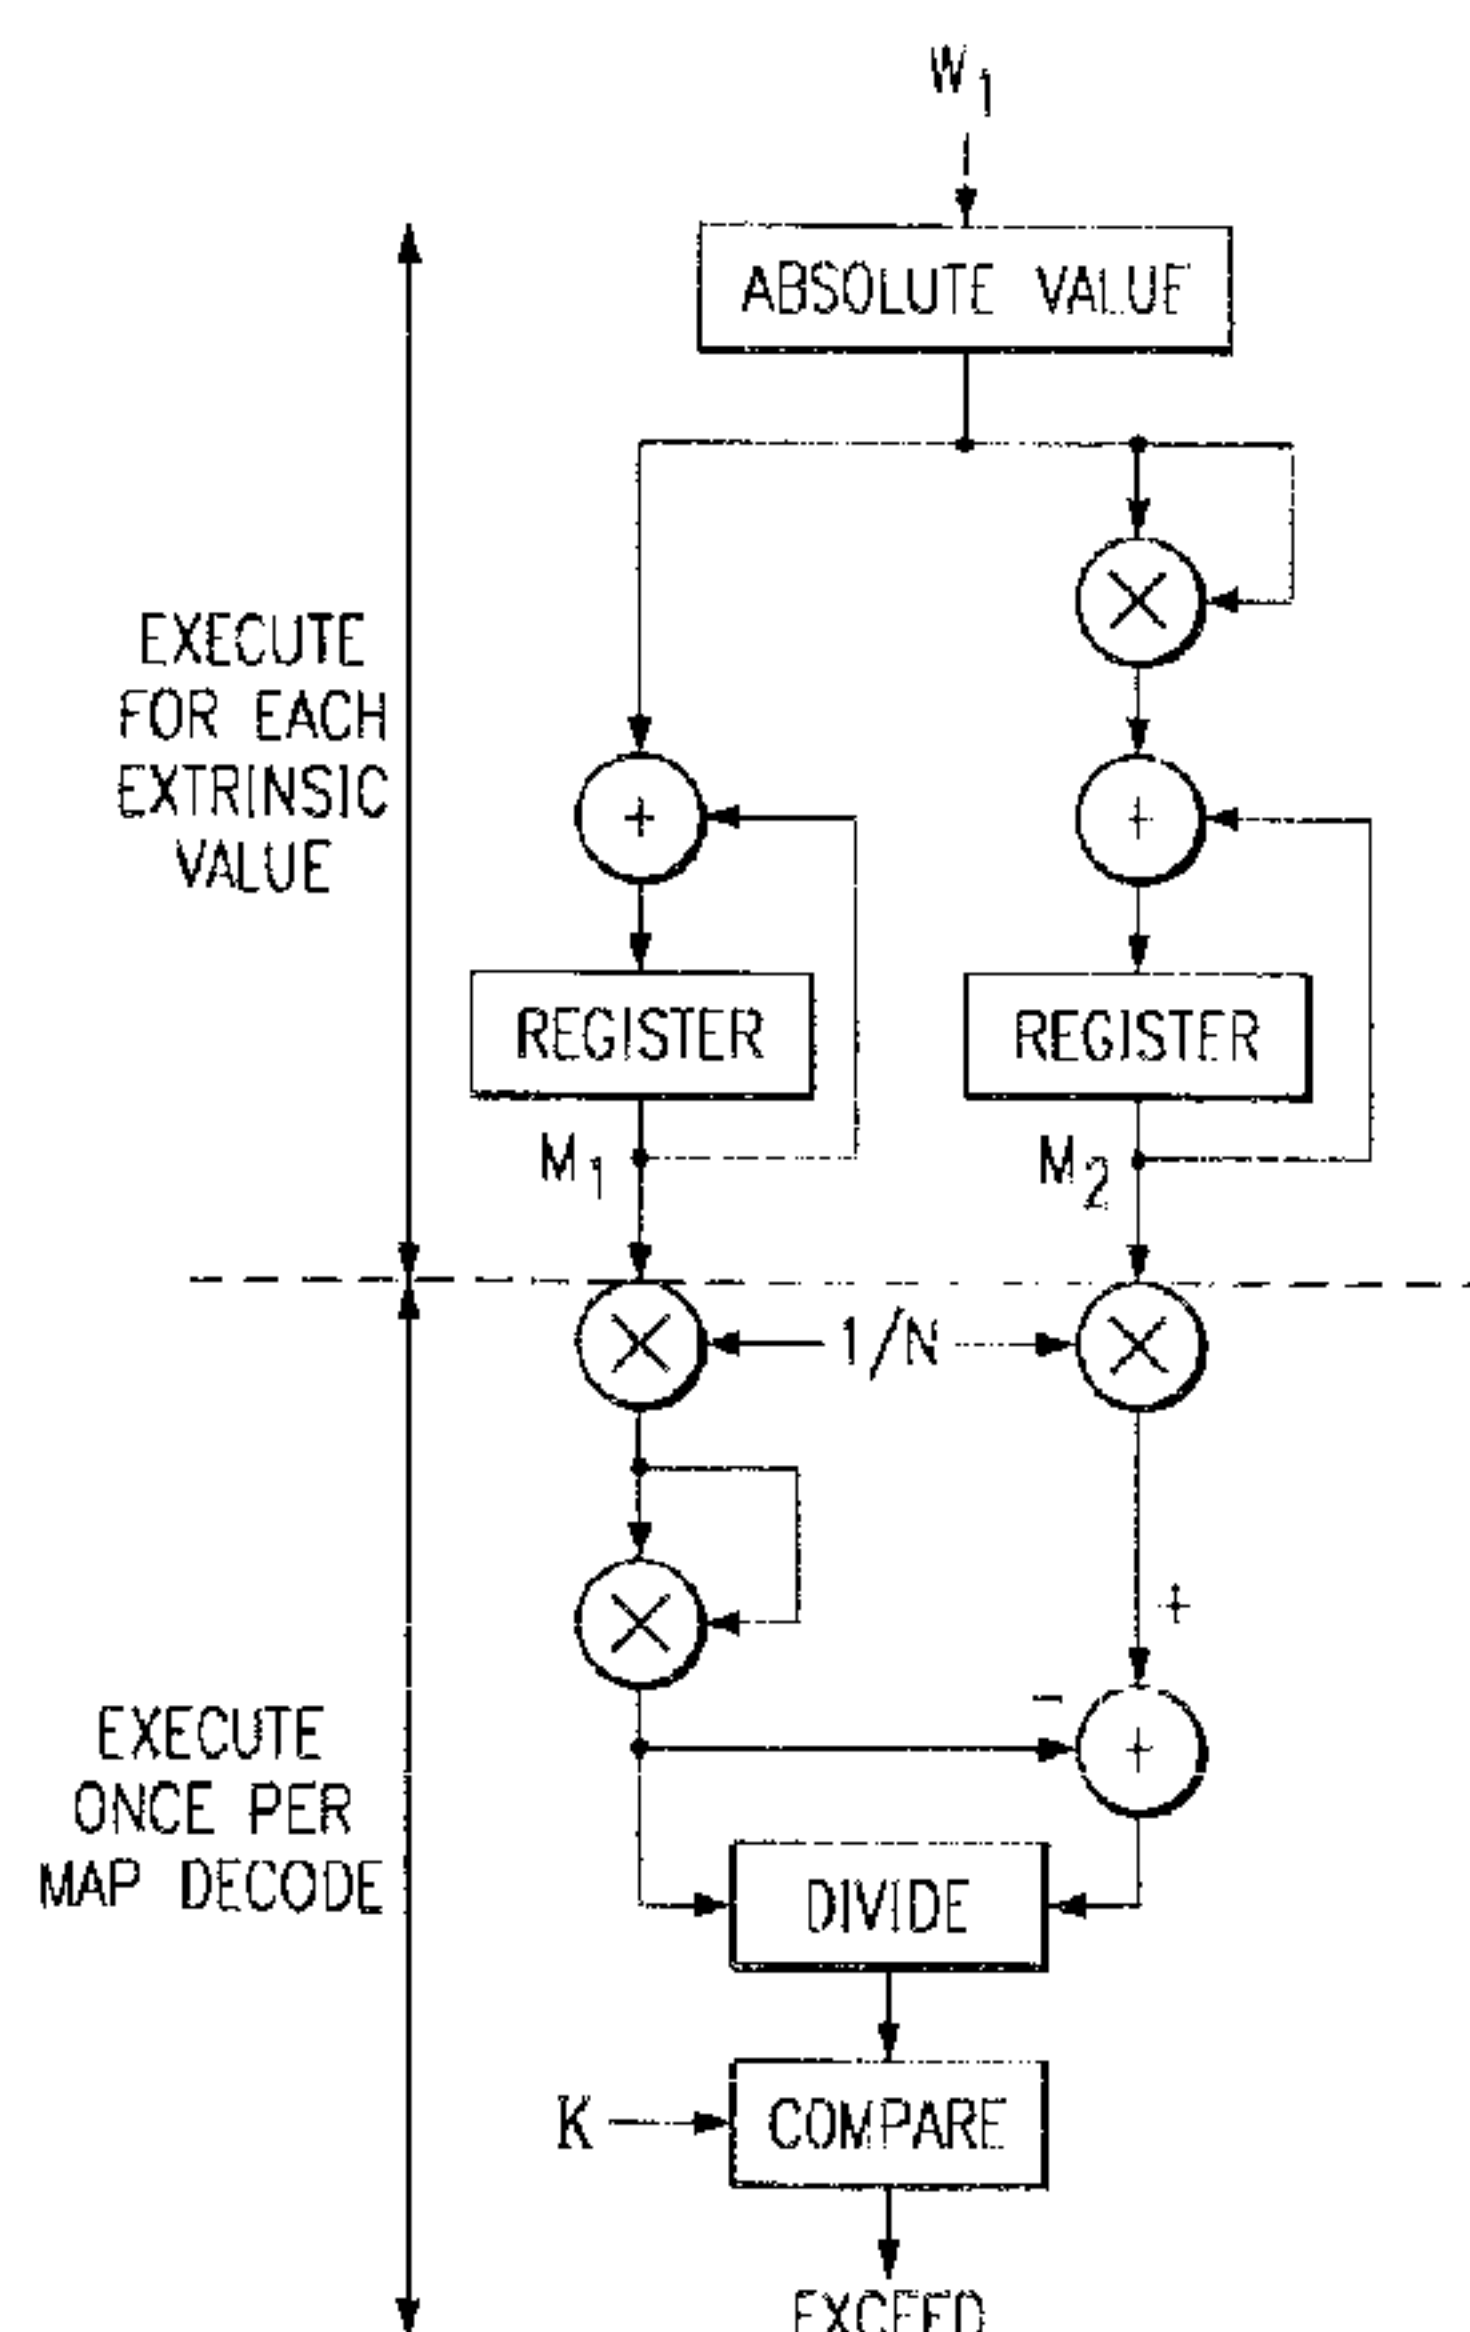 W1
ABSOLUTE VALUE
EXECUTE
FOR EACH
EXTRINSIC
VALUE
+
+
REGISTER
REGISTER
M1
M2
1/N
+
-
+
EXECUTE
ONCE PER
MAP DECODE
DIVIDE
K
COMPARE
EXCEED